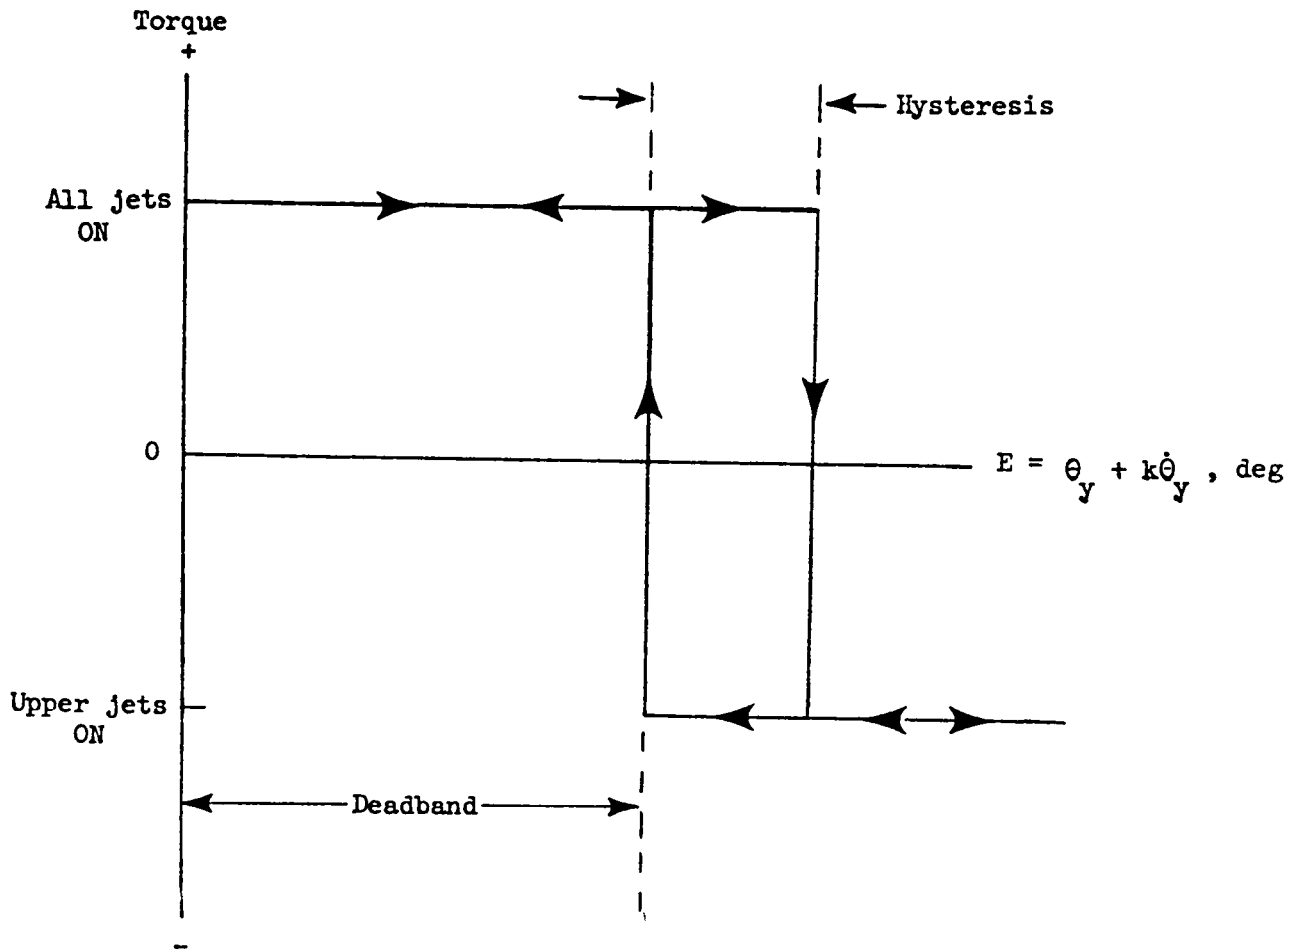 Torque
+
Hysteresis
All jets
ON
0
E = θy + kθ̇y , deg
Upper jets
ON
Deadband
-